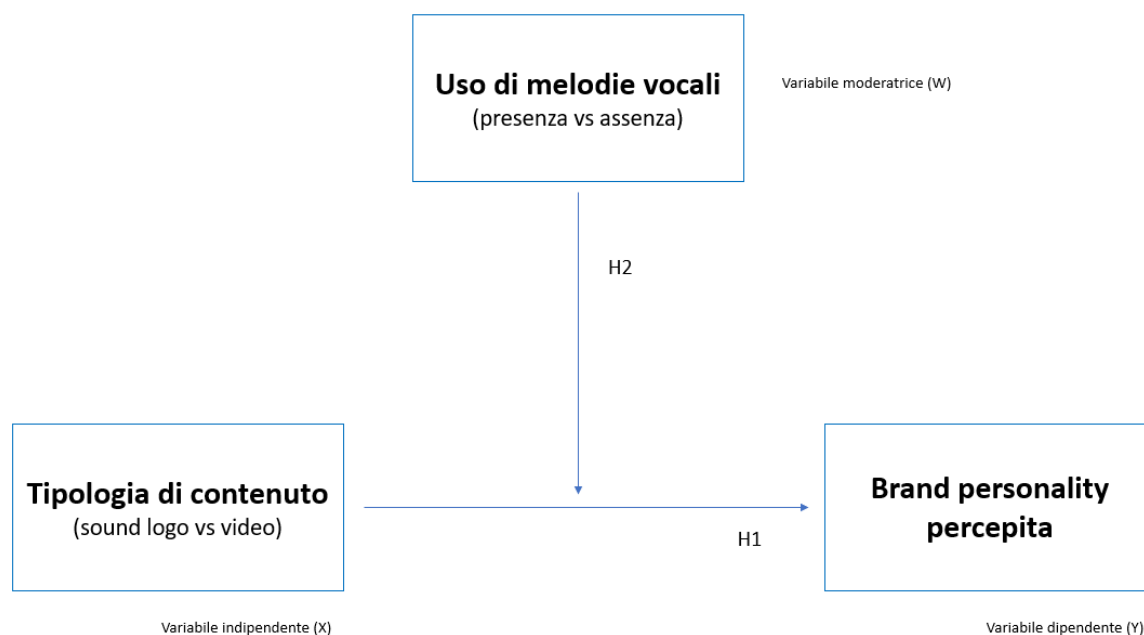 Uso di melodie vocali
(presenza vs assenza)
Variabile moderatrice (W)
H2
Tipologia di contenuto
(sound logo vs video)
H1
Brand personality
percepita
Variabile indipendente (X)
Variabile dipendente (Y)